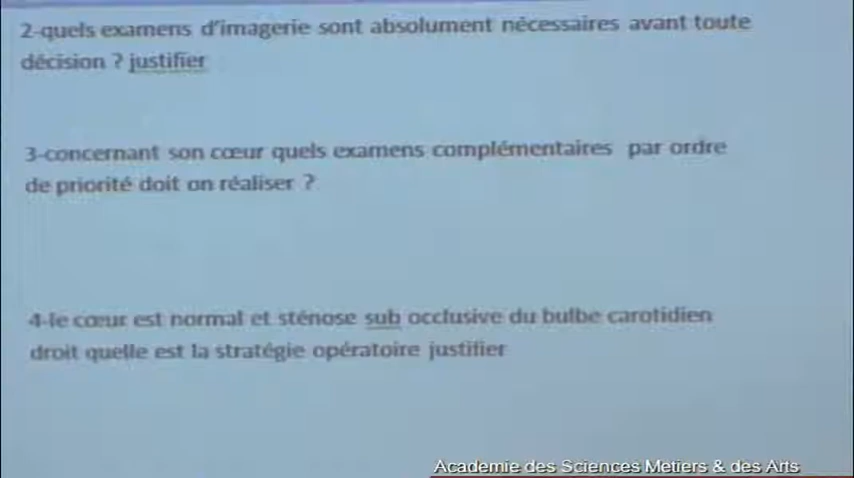 2-quels examens d'imagerie sont absolument nécessaires avant toute
décision ? justifier
3-concernant son cœur quels examens complémentaires par ordre
de priorité doit on réaliser ?
4-le cœur est normal et sténose sub occlusive du bulbe carotidien
droit quelle est la stratégie opératoire justifier
Academie des Sciences Metiers & des Arts